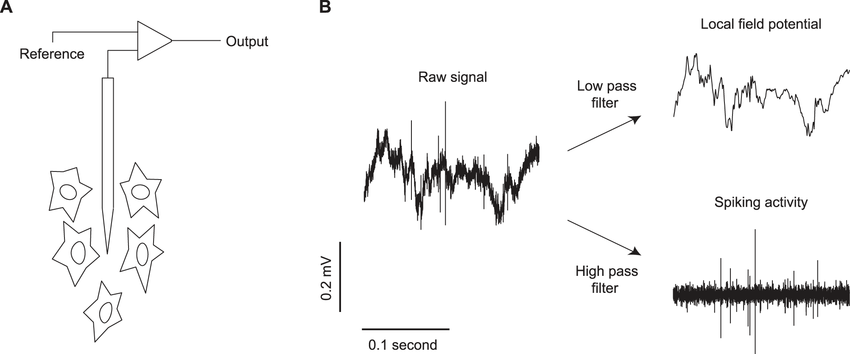 A
Reference
Output
B
Raw signal
0.2 mV
0.1 second
Low pass
filter
High pass
filter
Local field potential
Spiking activity